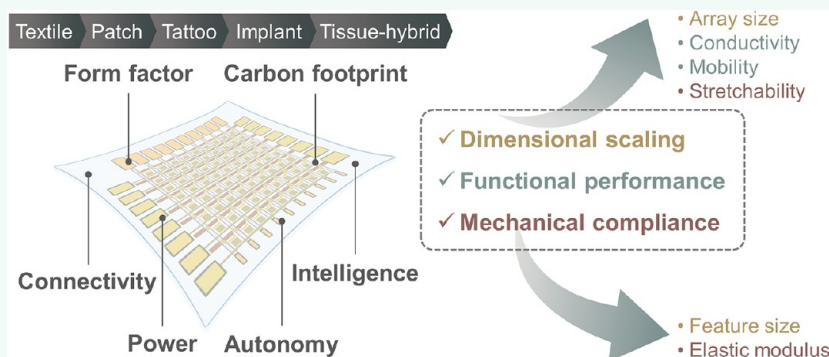 Textile Patch Tattoo Implant Tissue-hybrid
Form factor
Carbon footprint
Connectivity
Intelligence
Power
Autonomy
✓ Dimensional scaling
✓ Functional performance
✓ Mechanical compliance
• Array size
• Conductivity
• Mobility
• Stretchability
• Feature size
• Elastic modulus